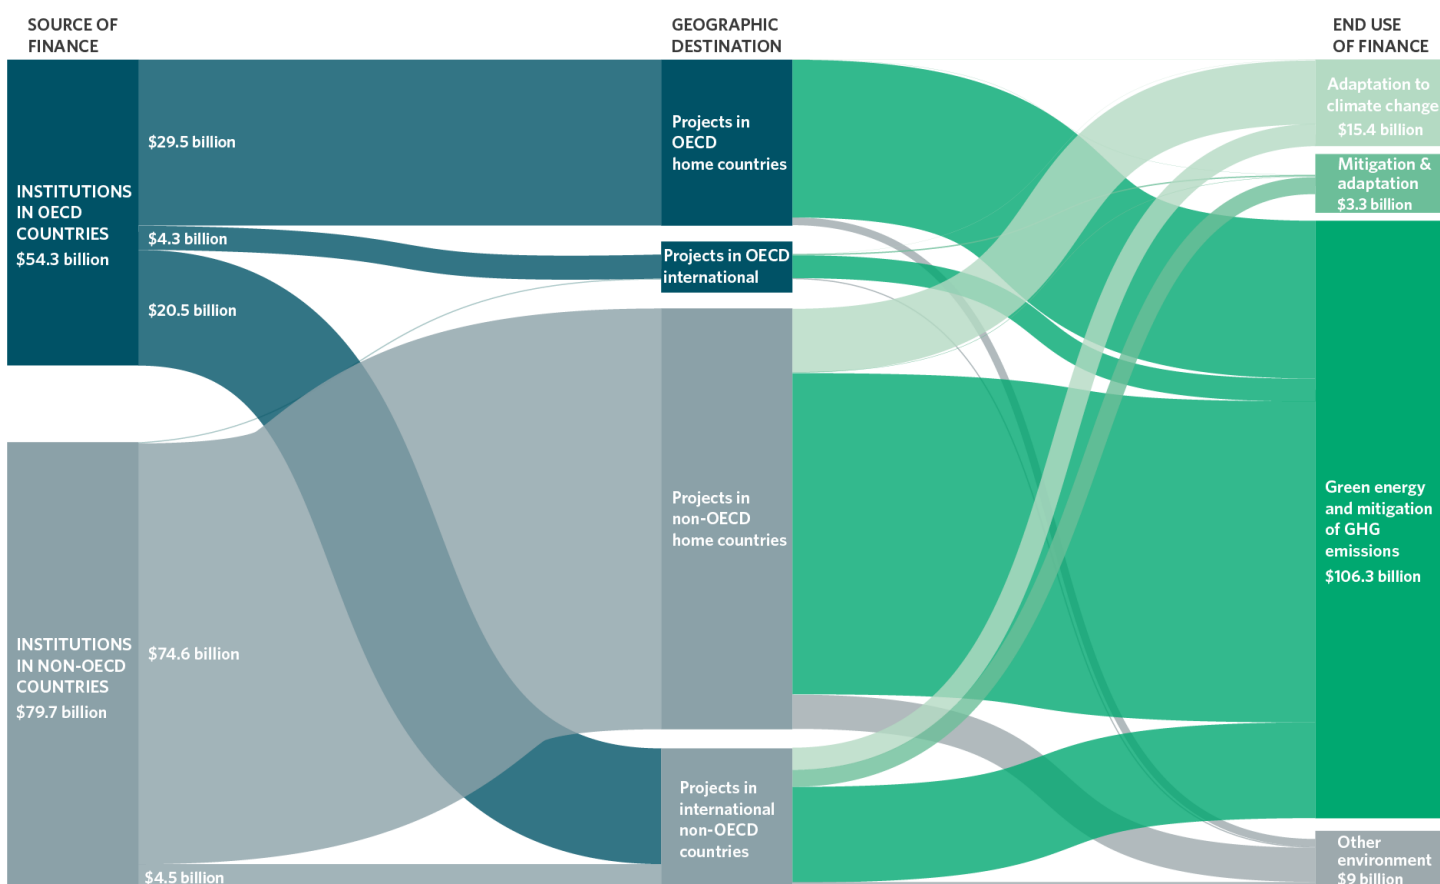 SOURCE OF
FINANCE
GEOGRAPHIC
DESTINATION
END USE
OF FINANCE
INSTITUTIONS
IN OECD
COUNTRIES
$54.3 billion
$29.5 billion
$4.3 billion
$20.5 billion
INSTITUTIONS
IN NON-OECD
COUNTRIES
$79.7 billion
$74.6 billion
$4.5 billion
Projects in
OECD
home countries
Projects in OECD
international
Projects in
non-OECD
home countries
Projects in
international
non-OECD
countries
Adaptation to
climate change
$15.4 billion
Mitigation &
adaptation
$3.3 billion
Green energy
and mitigation
of GHG
emissions
$106.3 billion
Other
environment
$9 billion